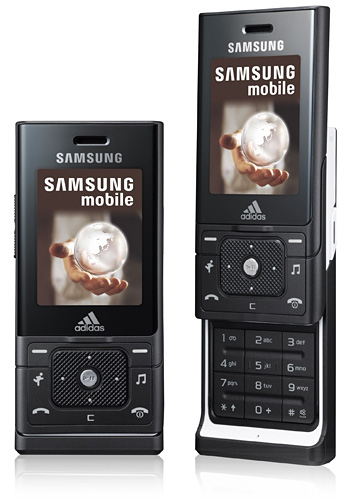 SAMSUNG
SAMSUNG
mobile
adidas
C
SAMSUNG
SAMSUNG
mobile
adidas
C
1 2 abc 3 def
4 ghi 5 jkl 6 mno
7 pqrs 8 tuv 9 wxyz
* 0 + #